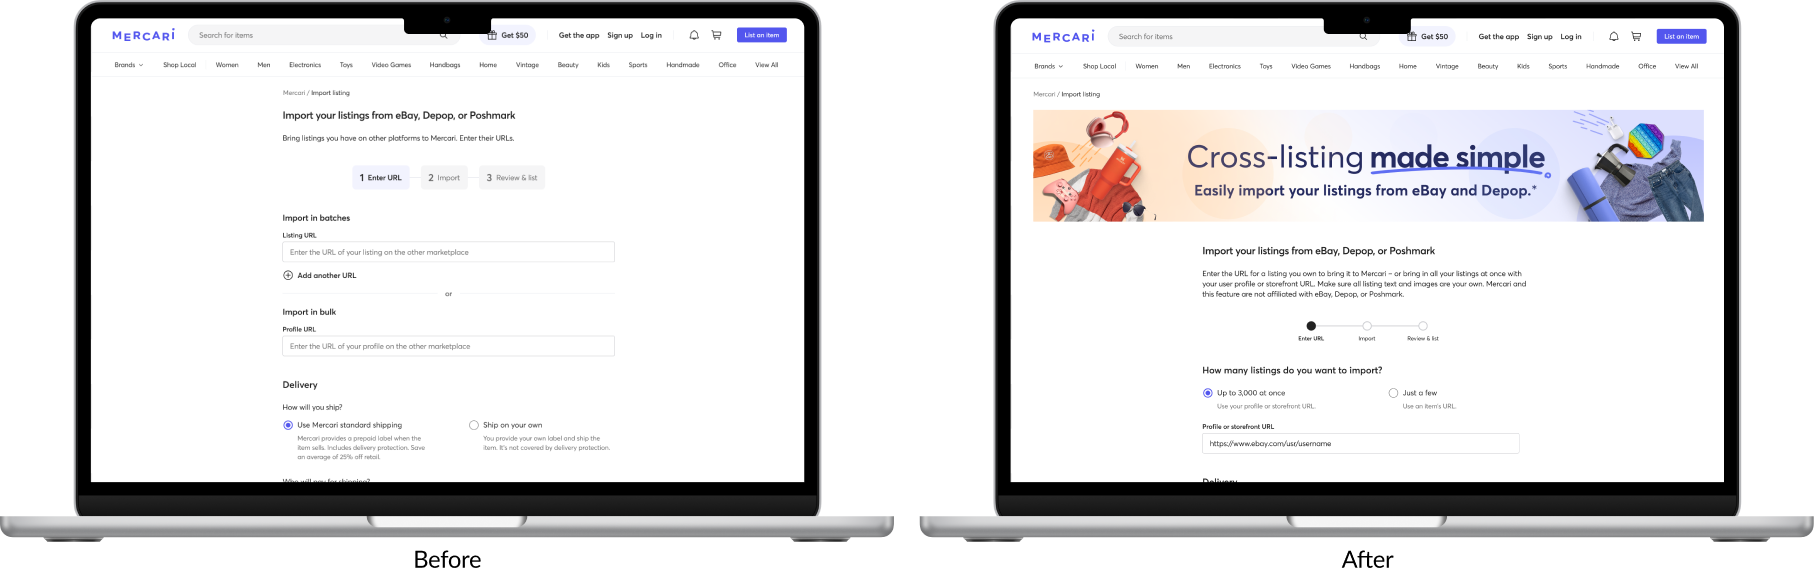 MERCARI
Search for items
Get $50
Get the app Sign up Log in
List an item
Brands Shop Local Women Men Electronics Toys Video Games Handbags Home Vintage Beauty Kids Sports Handmade Office View All
Mercari / Import listing
Import your listings from eBay, Depop, or Poshmark
Bring listings you have on other platforms to Mercari. Enter their URLs.
1 Enter URL 2 Import 3 Review & list
Import in batches
Listing URL
Enter the URL of your listing on the other marketplace
Add another URL
or
Import in bulk
Profile URL
Enter the URL of your profile on the other marketplace
Delivery
How will you ship?
Use Mercari standard shipping
Mercari provides a prepaid label when the
item sells. Includes delivery protection. Save
an average of 25% off retail.
Ship on your own
You provide your own label and ship the
item. It's not covered by delivery protection.
Who will pay for shipping?
Before
MERCARI
Search for items
Get $50
Get the app Sign up Log in
List an item
Brands Shop Local Women Men Electronics Toys Video Games Handbags Home Vintage Beauty Kids Sports Handmade Office View All
Mercari / Import listing
Cross-listing made simple
Easily import your listings from eBay and Depop.*
Import your listings from eBay, Depop, or Poshmark
Enter the URL for a listing you own to bring it to Mercari – or bring in all your listings at once with
your user profile or storefront URL. Make sure all listing text and images are your own. Mercari and
this feature are not affiliated with eBay, Depop, or Poshmark.
Enter URL Import Review & list
How many listings do you want to import?
Up to 3,000 at once
Use your profile or storefront URL.
Just a few
Use an item's URL
Profile or storefront URL
https://www.ebay.com/usr/username
Delivery
After